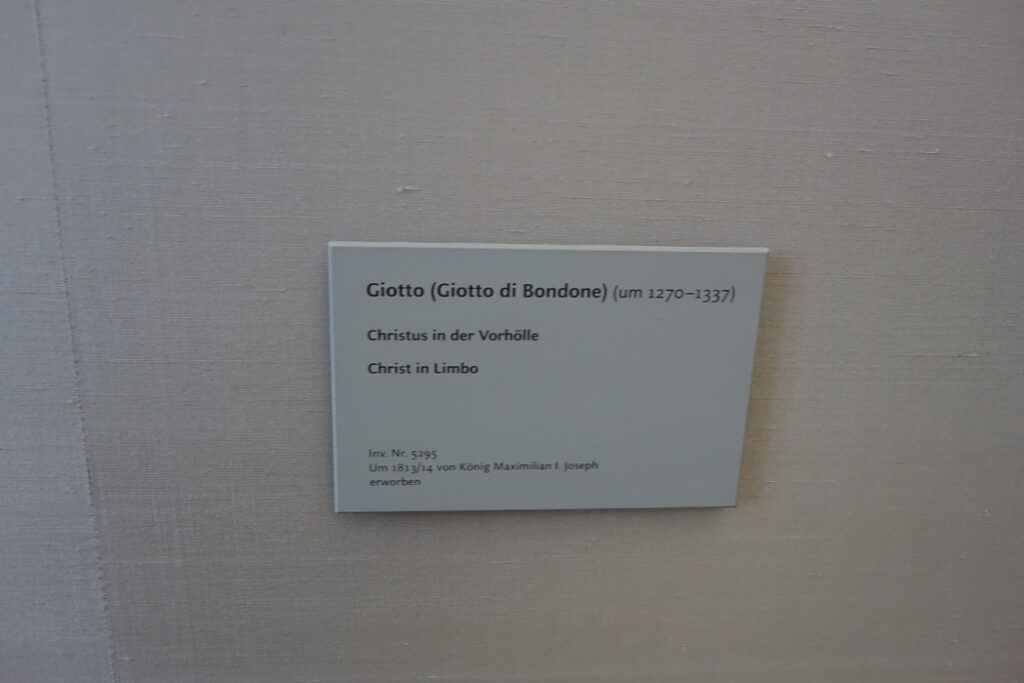 Giotto (Giotto di Bondone) (um 1270–1337)
Christus in der Vorhölle
Christ in Limbo
Inv. Nr. 5295
Um 1813/14 von König Maximilian I. Joseph
erworben